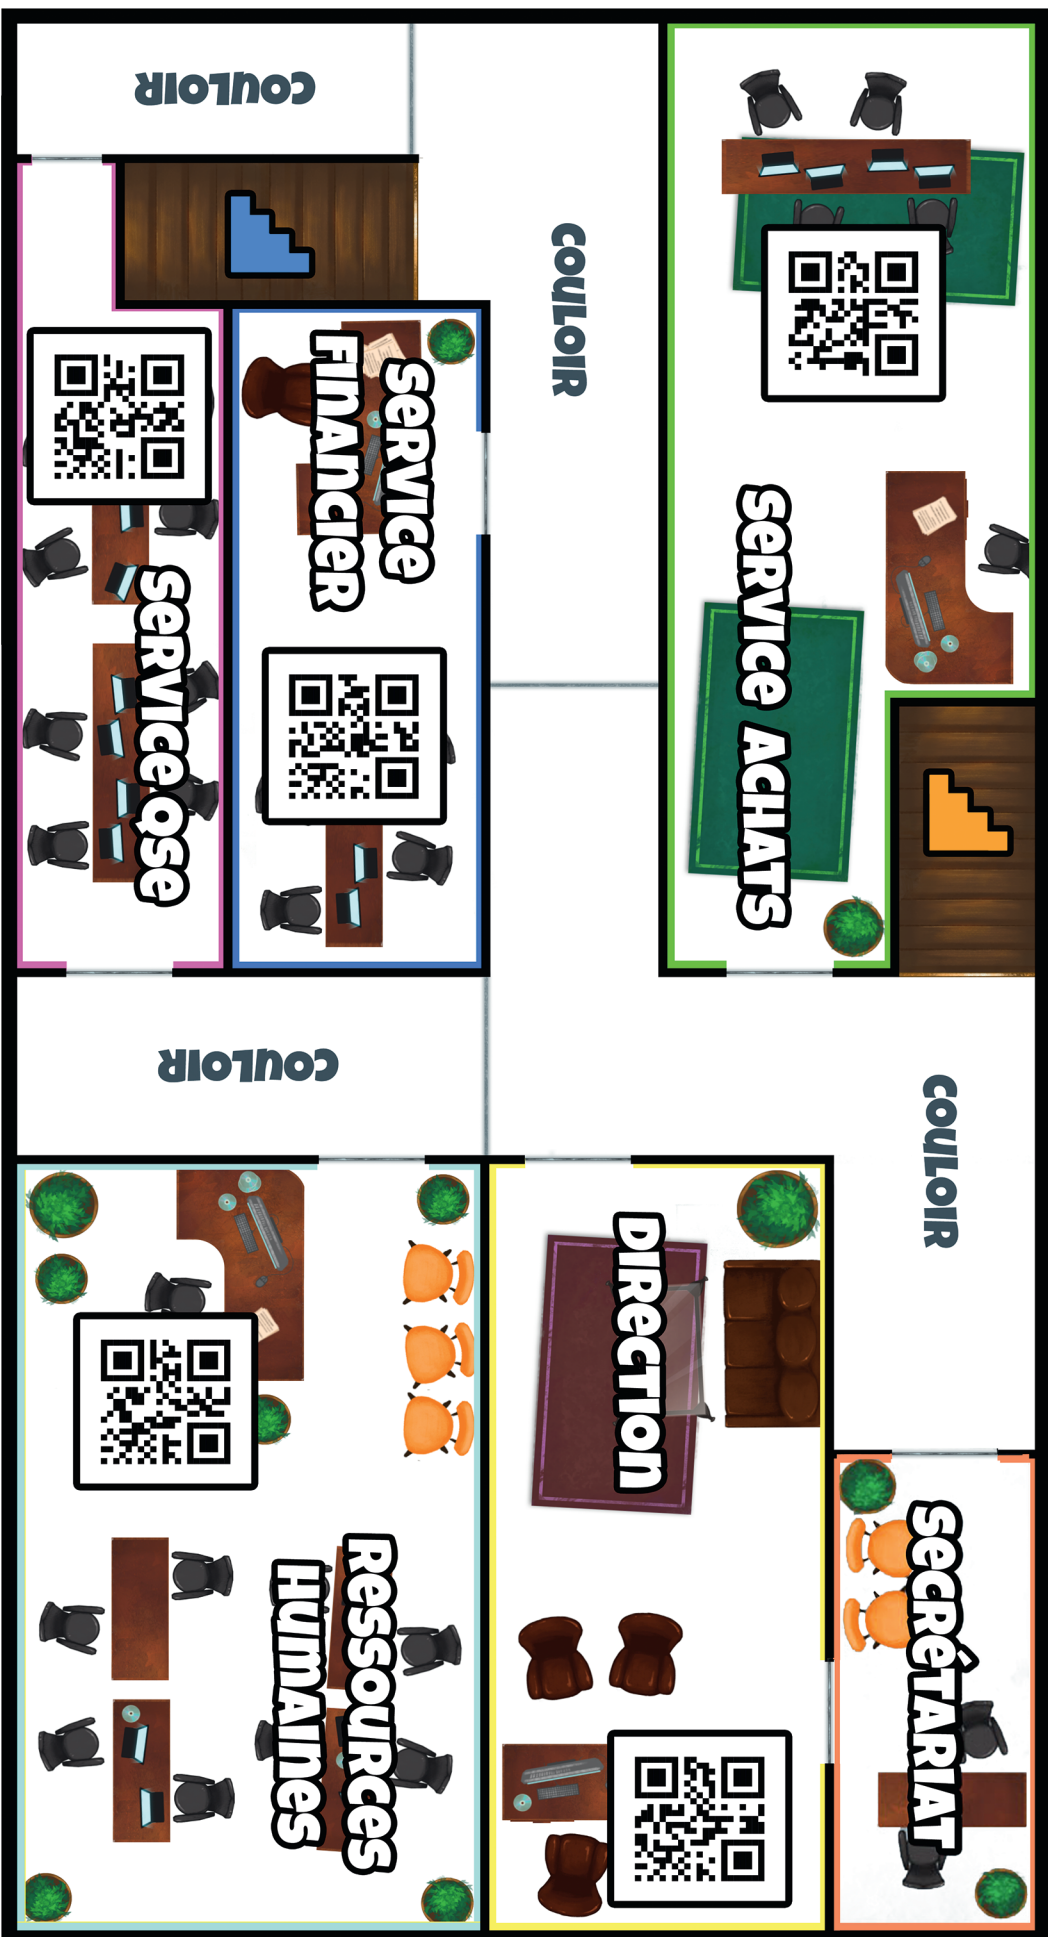 COULOIR
COULOIR
SERVICE
FINANCIER
SERVICE QSE
SERVICE ACHATS
COULOIR
COULOIR
DIRECTION
RESSOURCES
HUMAINES
SECRÉTARIAT